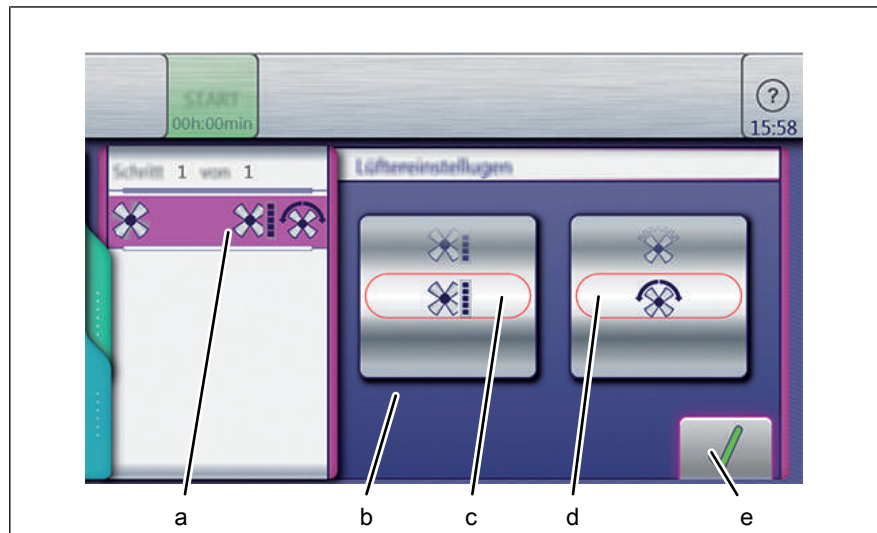 START
00h:00min
?
15:58
Schritt 1 von 1
Lüftereinstellugen
a
b
c
d
e